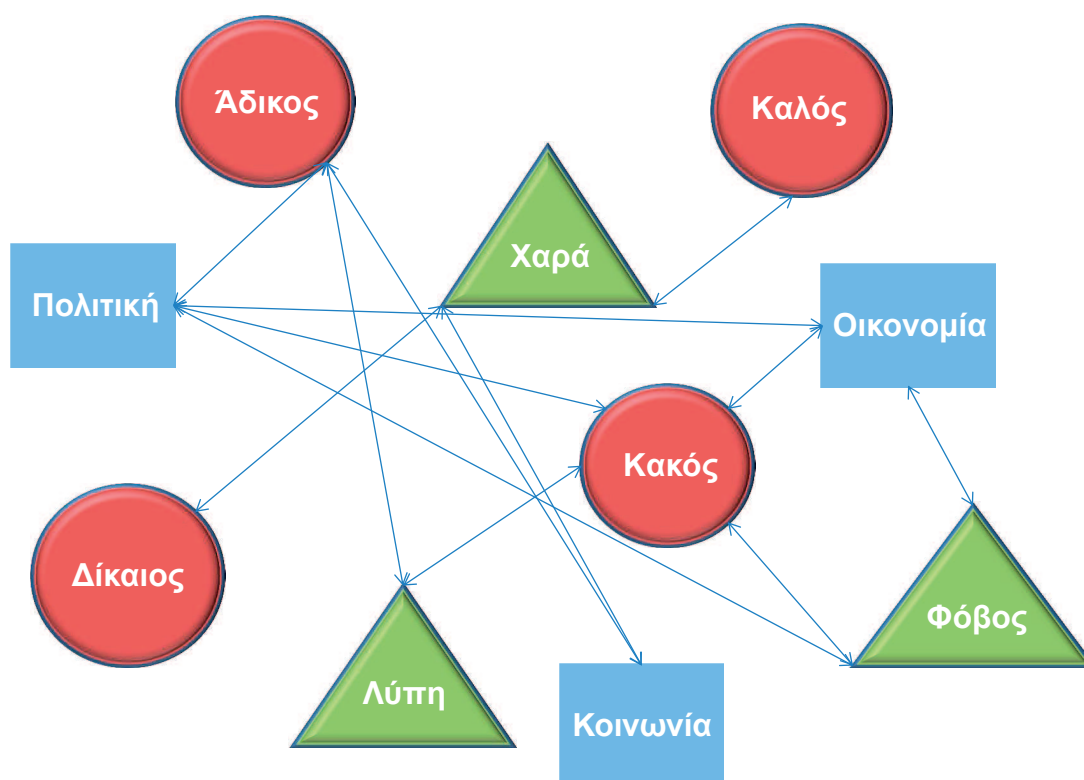 Άδικος
Καλός
Χαρά
Πολιτική
Οικονομία
Κακός
Δίκαιος
Φόβος
Λύπη
Κοινωνία